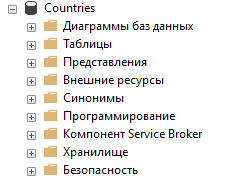 Countries
Диаграммы баз данных
Таблицы
Представления
Внешние ресурсы
Синонимы
Программирование
Компонент Service Broker
Хранилище
Безопасность